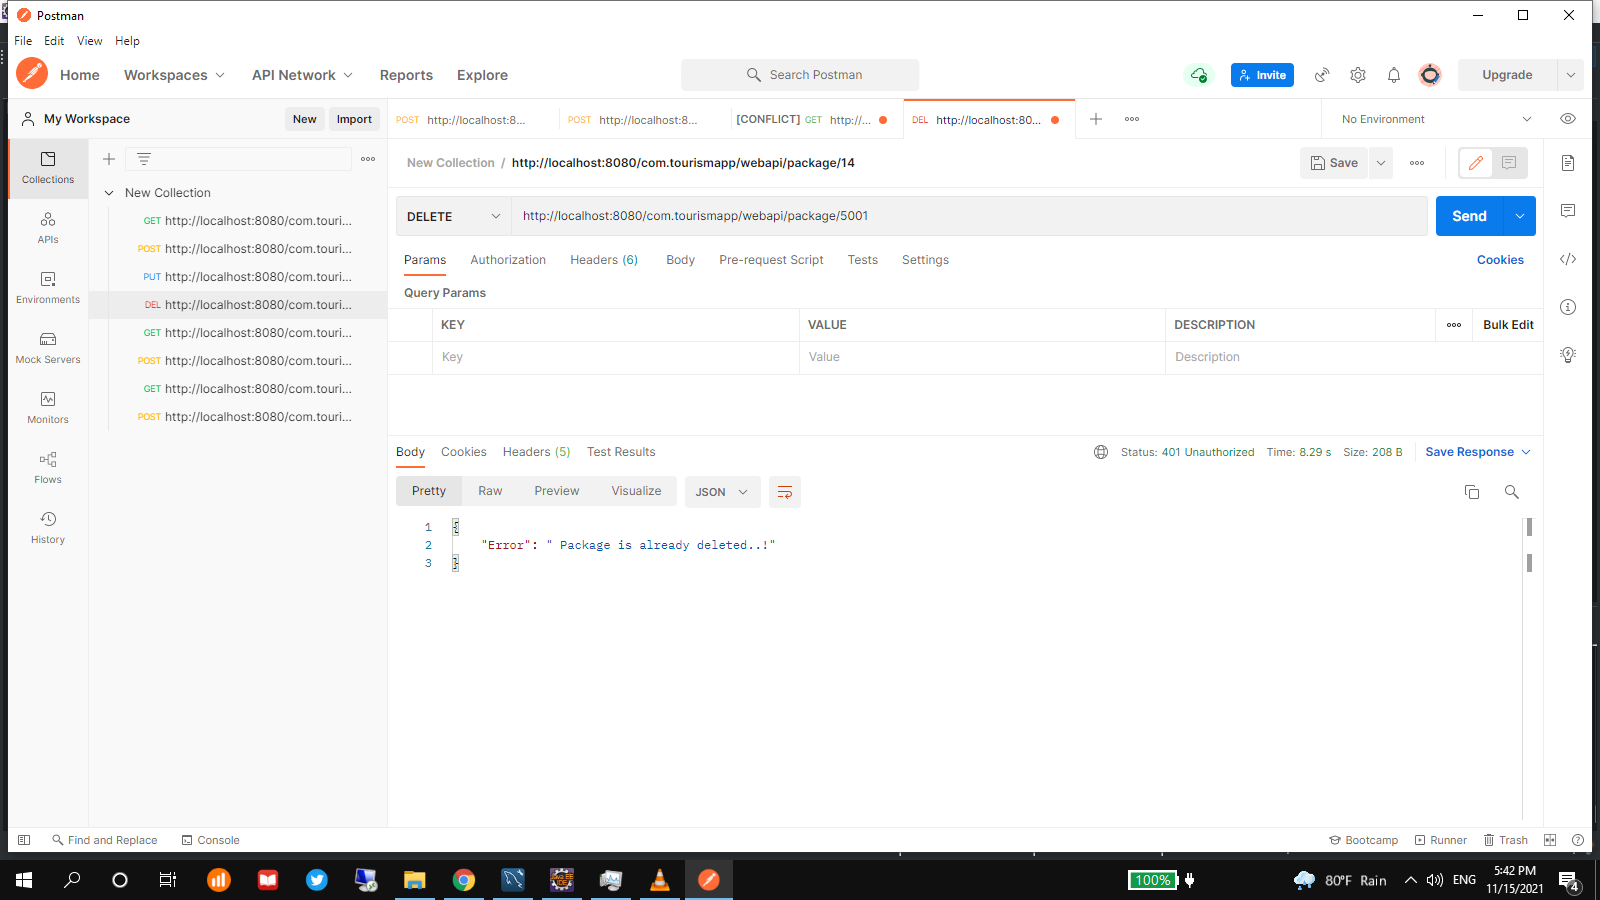 Postman
File Edit View Help
Home Workspaces API Network Reports Explore
Search Postman
Invite
Upgrade
My Workspace
New Import
POST http://localhost:8...
POST http://localhost:8...
[CONFLICT] GET http://...
DEL http://localhost:80...
No Environment
New Collection / http://localhost:8080/com.tourismapp/webapi/package/14
Save
Collections
APIs
Environments
Mock Servers
Monitors
Flows
History
New Collection
GET http://localhost:8080/com.touri...
POST http://localhost:8080/com.touri...
PUT http://localhost:8080/com.touri...
DEL http://localhost:8080/com.touri...
GET http://localhost:8080/com.touri...
POST http://localhost:8080/com.touri...
GET http://localhost:8080/com.touri...
POST http://localhost:8080/com.touri...
DELETE http://localhost:8080/com.tourismapp/webapi/package/5001
Send
Params Authorization Headers (6) Body Pre-request Script Tests Settings
Cookies
Query Params
KEY VALUE DESCRIPTION Bulk Edit
Key Value Description
Body Cookies Headers (5) Test Results
Status: 401 Unauthorized Time: 8.29 s Size: 208 B Save Response
Pretty Raw Preview Visualize JSON
1 {
2 "Error": " Package is already deleted..!"
3 }
Find and Replace Console
Bootcamp Runner Trash
100%
80°F Rain
ENG
5:42 PM
11/15/2021
4